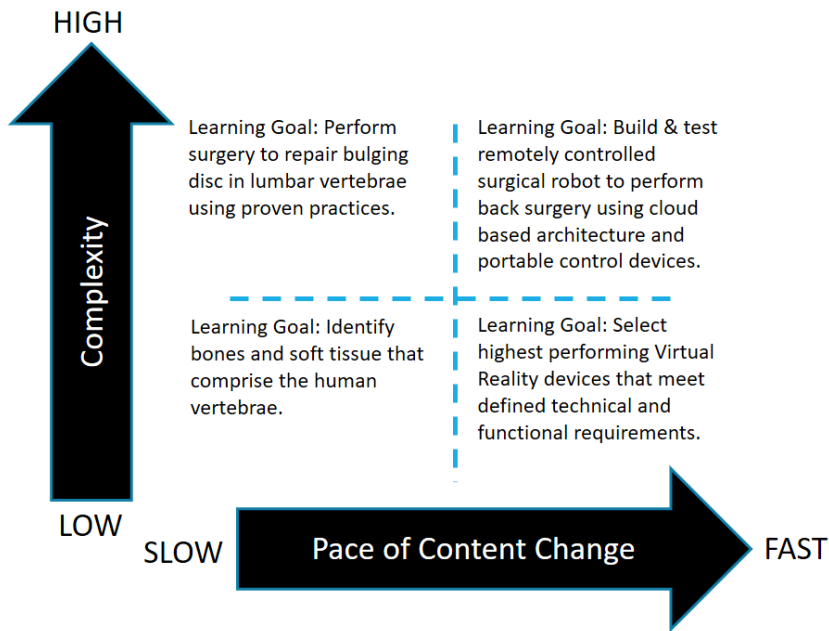 HIGH
Learning Goal: Perform
surgery to repair bulging
disc in lumbar vertebrae
using proven practices.
Learning Goal: Build & test
remotely controlled
surgical robot to perform
back surgery using cloud
based architecture and
portable control devices.
Complexity
Learning Goal: Identify
bones and soft tissue that
comprise the human
vertebrae.
Learning Goal: Select
highest performing Virtual
Reality devices that meet
defined technical and
functional requirements.
LOW
SLOW
Pace of Content Change
FAST